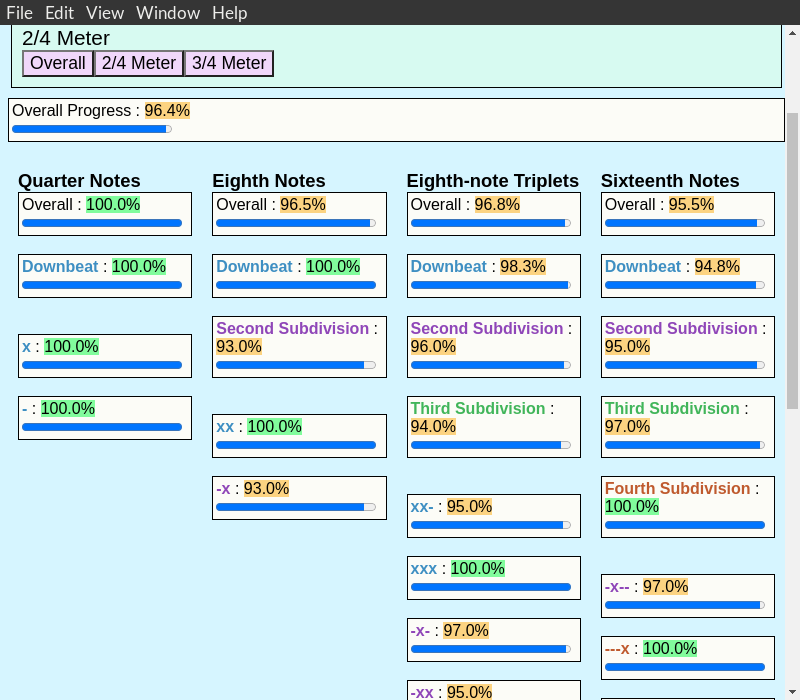 File Edit View Window Help
2/4 Meter
Overall 2/4 Meter 3/4 Meter
Overall Progress : 96.4%
Quarter Notes
Overall : 100.0%
Downbeat : 100.0%
x : 100.0%
- : 100.0%
Eighth Notes
Overall : 96.5%
Downbeat : 100.0%
Second Subdivision :
93.0%
xx : 100.0%
-x : 93.0%
Eighth-note Triplets
Overall : 96.8%
Downbeat : 98.3%
Second Subdivision :
96.0%
Third Subdivision :
94.0%
xx- : 95.0%
xxx : 100.0%
-x- : 97.0%
-xx : 95.0%
Sixteenth Notes
Overall : 95.5%
Downbeat : 94.8%
Second Subdivision :
95.0%
Third Subdivision :
97.0%
Fourth Subdivision :
100.0%
-x-- : 97.0%
---x : 100.0%